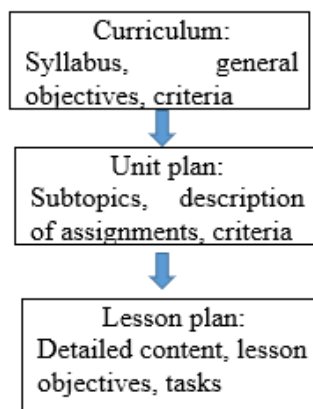 Curriculum:
Syllabus, general
objectives, criteria
Unit plan:
Subtopics, description
of assignments, criteria
Lesson plan:
Detailed content, lesson
objectives, tasks